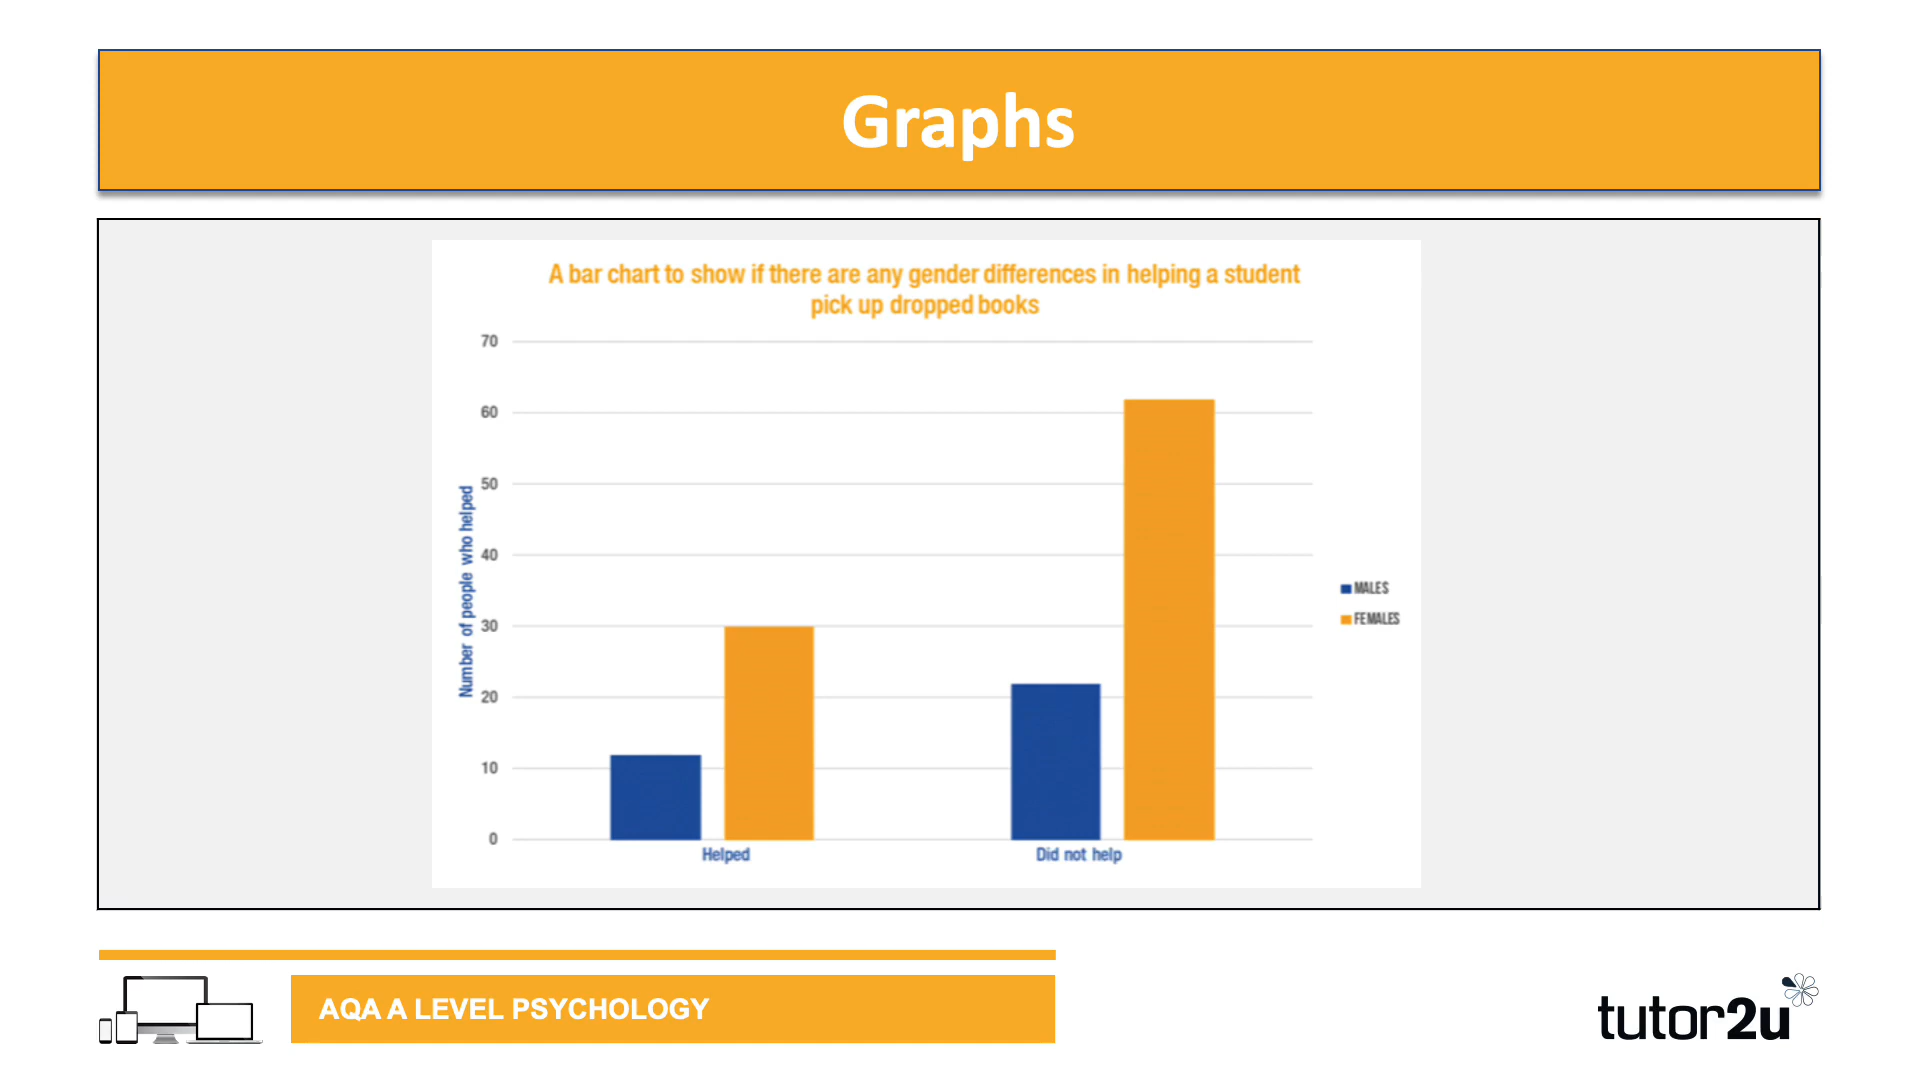 Graphs
A bar chart to show if there are any gender differences in helping a student
pick up dropped books
70
60
50
40
30
20
10
0
Number of people who helped
Helped
Did not help
MALES
FEMALES
AQA A LEVEL PSYCHOLOGY
tutor2u